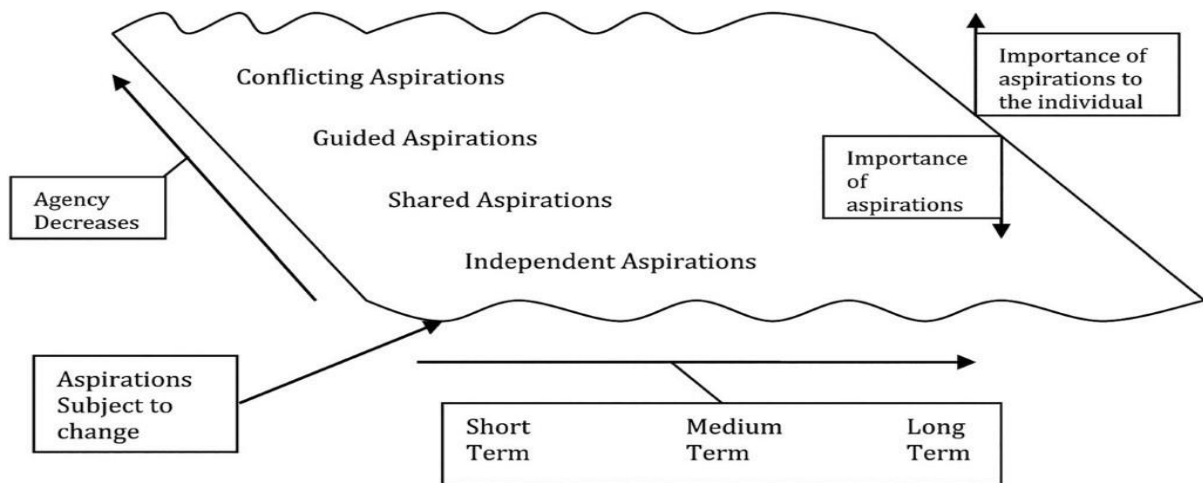 Conflicting Aspirations
Importance of
aspirations to
the individual
Guided Aspirations
Importance
of
aspirations
Agency
Decreases
Shared Aspirations
Independent Aspirations
Aspirations
Subject to
change
Short Medium Long
Term Term Term